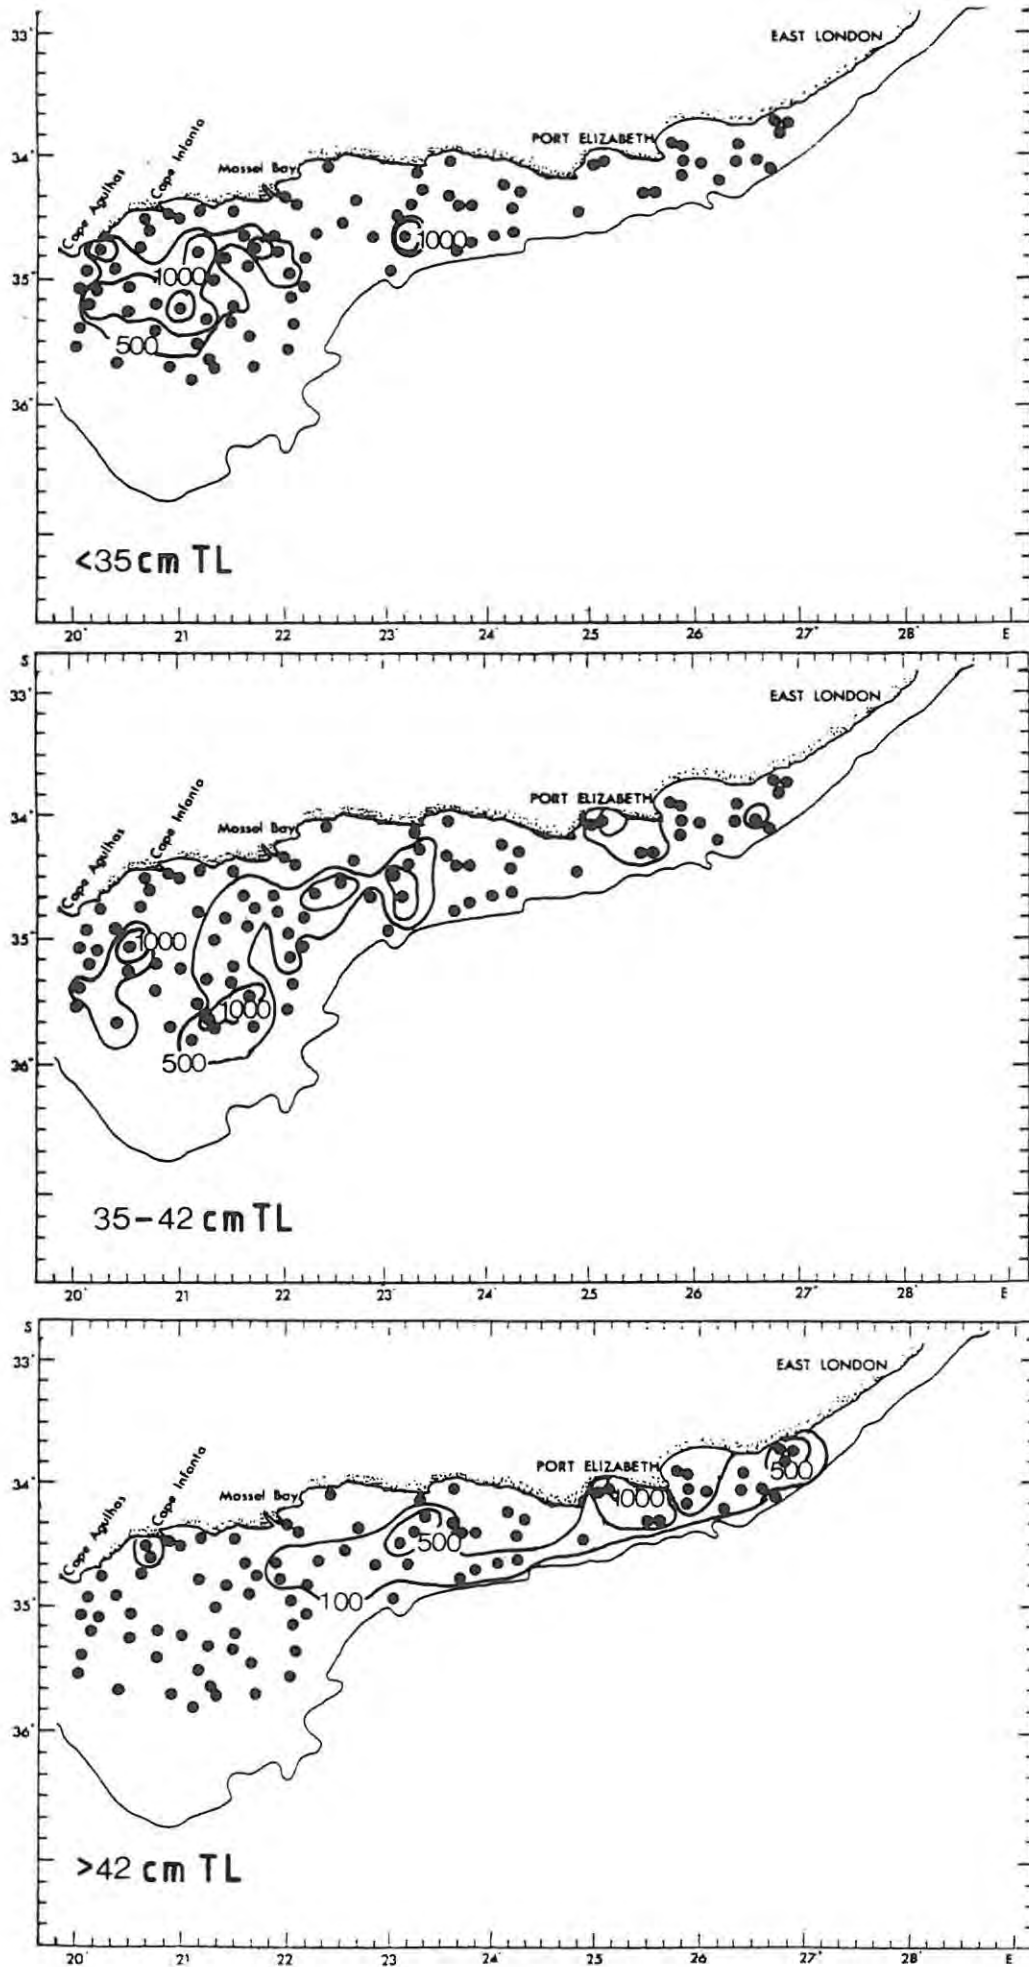 33°
EAST LONDON
PORT ELIZABETH
34°
Mossel Bay
Cape Infanta
Cape Agulhas
1000
1000
35°
500
36°
<35 cm TL
20° 21 22 23° 24° 25° 26° 27° 28° E
S
33°
EAST LONDON
PORT ELIZABETH
34°
Mossel Bay
Cape Infanta
Cape Agulhas
35°
1000
1000
500
36°
35-42 cm TL
20° 21 22 23° 24° 25° 26° 27° 28° E
S
33°
EAST LONDON
PORT ELIZABETH
34°
Mossel Bay
Cape Infanta
Cape Agulhas
500
1000
500
100
35°
36°
>42 cm TL
20° 21 22 23° 24° 25° 26° 27° 28° E